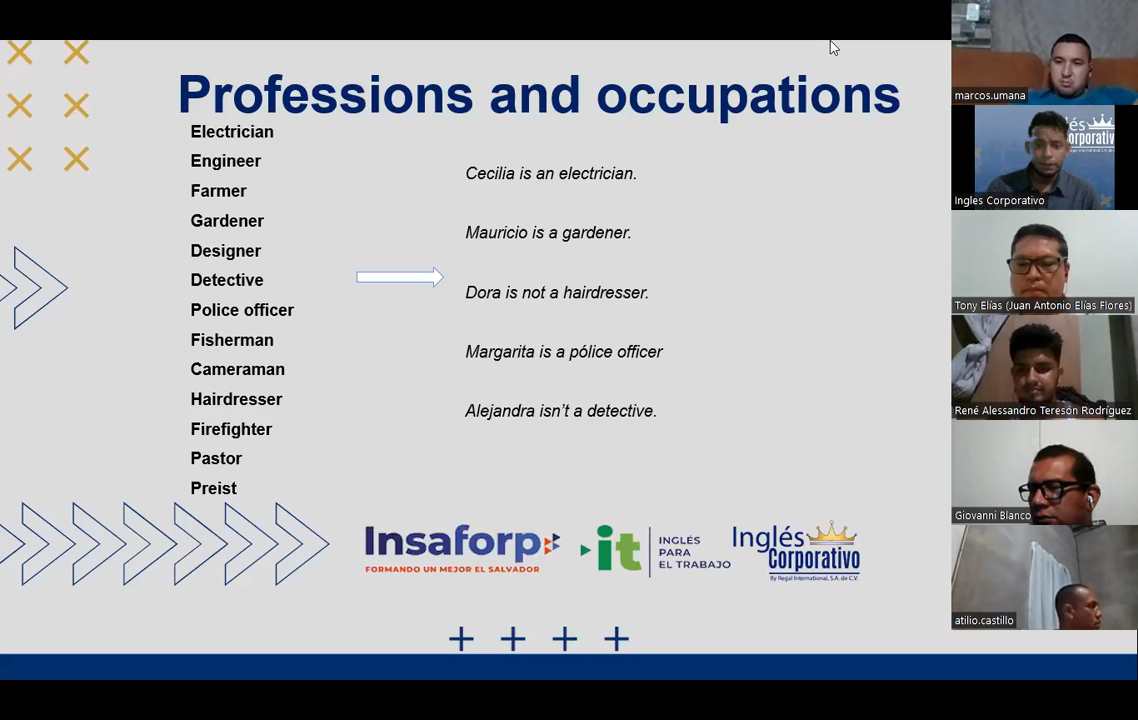 Professions and occupations
Electrician
Engineer
Farmer
Gardener
Designer
Detective
Police officer
Fisherman
Cameraman
Hairdresser
Firefighter
Pastor
Preist
Cecilia is an electrician.
Mauricio is a gardener.
Dora is not a hairdresser.
Margarita is a pólice officer
Alejandra isn't a detective.
Insaforp
FORMANDO UN MEJOR EL SALVADOR
it
INGLÉS
PARA
EL TRABAJO
Inglés
Corporativo
By Regal International, S.A. de C.V.
marcos.umana
és
orporativ
Ingles Corporativo
Tony Elías (Juan Antonio Elías Flores)
René Alessandro Teresón Rodríguez
Giovanni Blanco
atilio.castillo